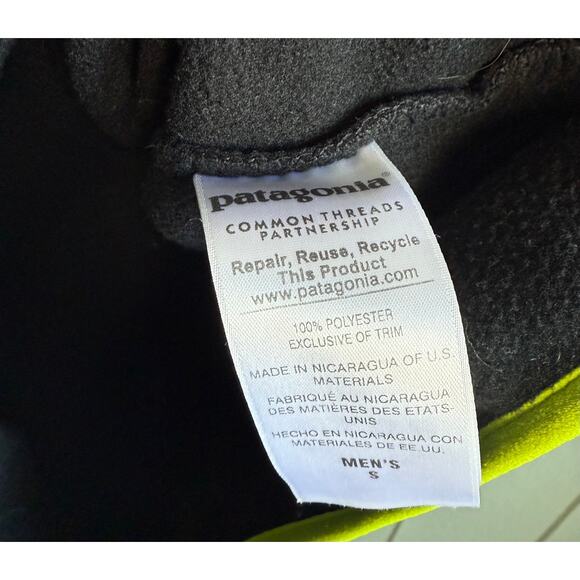 patagonia®
COMMON THREADS
PARTNERSHIP
Repair, Reuse, Recycle
This Product
www.patagonia.com
100% POLYESTER
EXCLUSIVE OF TRIM
MADE IN NICARAGUA OF U.S.
MATERIALS
FABRIQUÉ AU NICARAGUA
DES MATIÈRES DES ETATS-
UNIS
HECHO EN NICARAGUA CON
MATERIALES DE EE.UU.
MEN'S
S